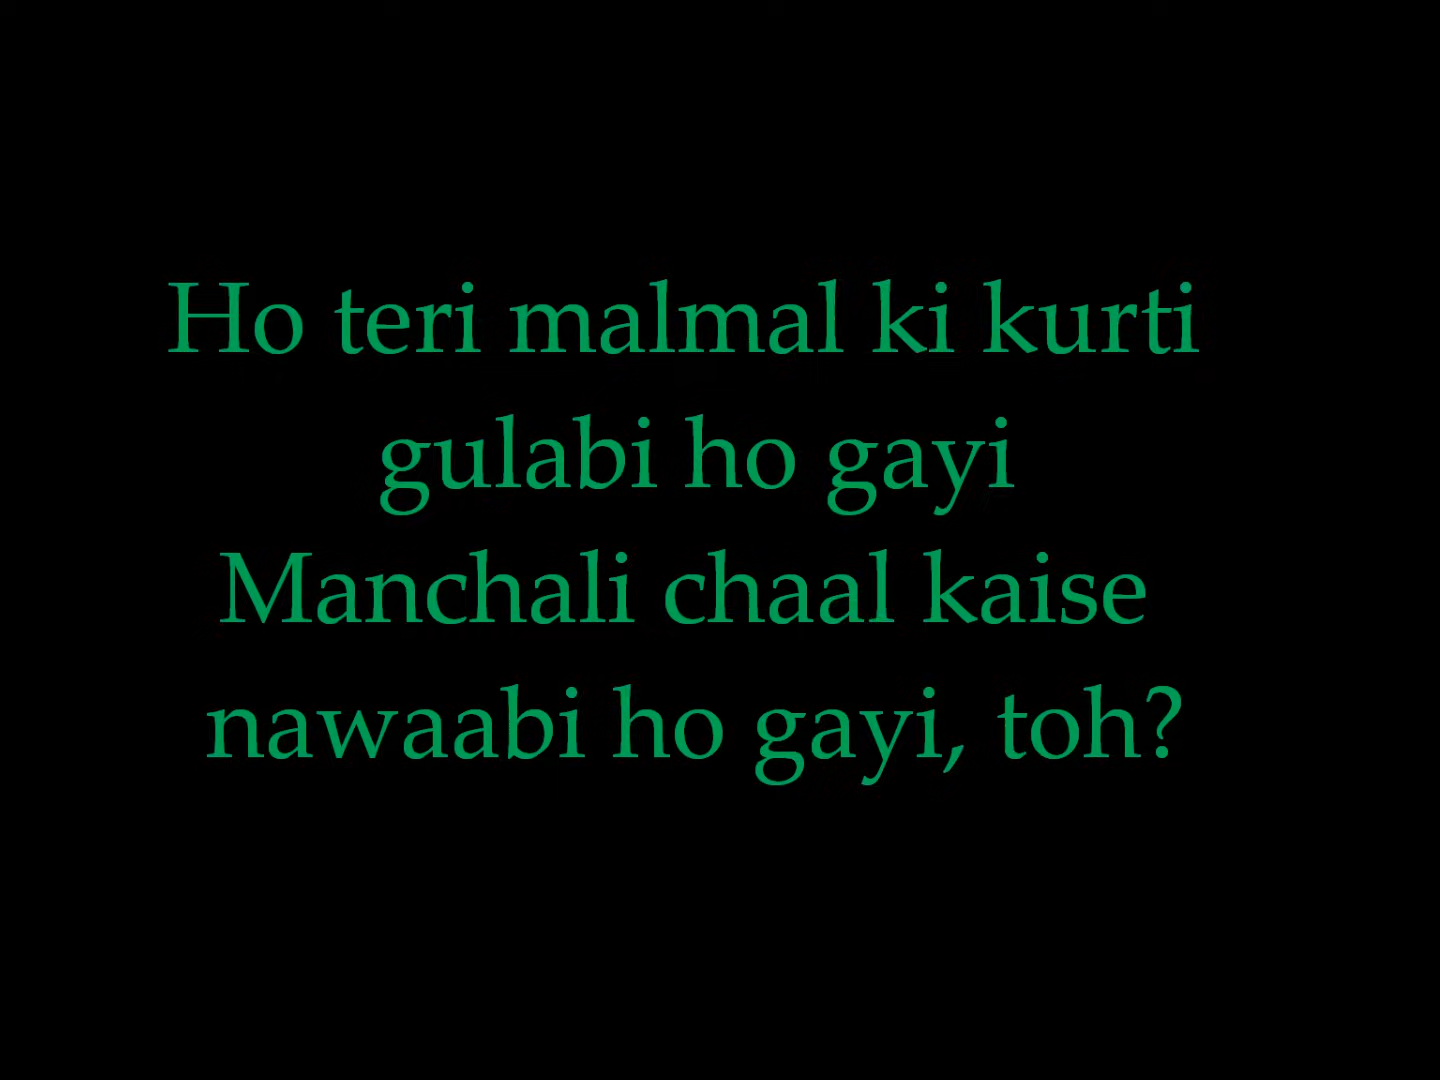 Ho teri malmal ki kurti
gulabi ho gayi
Manchali chaal kaise
nawaabi ho gayi, toh?